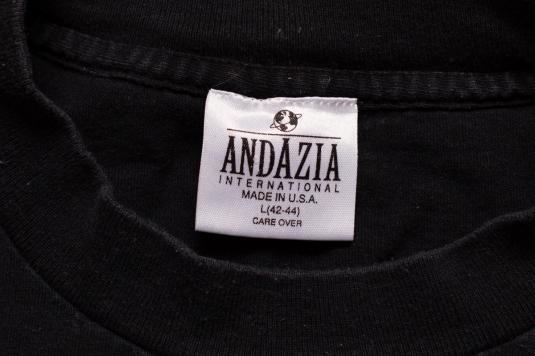 ANDAZIA
INTERNATIONAL
MADE IN U.S.A.
L(42-44)
CARE OVER